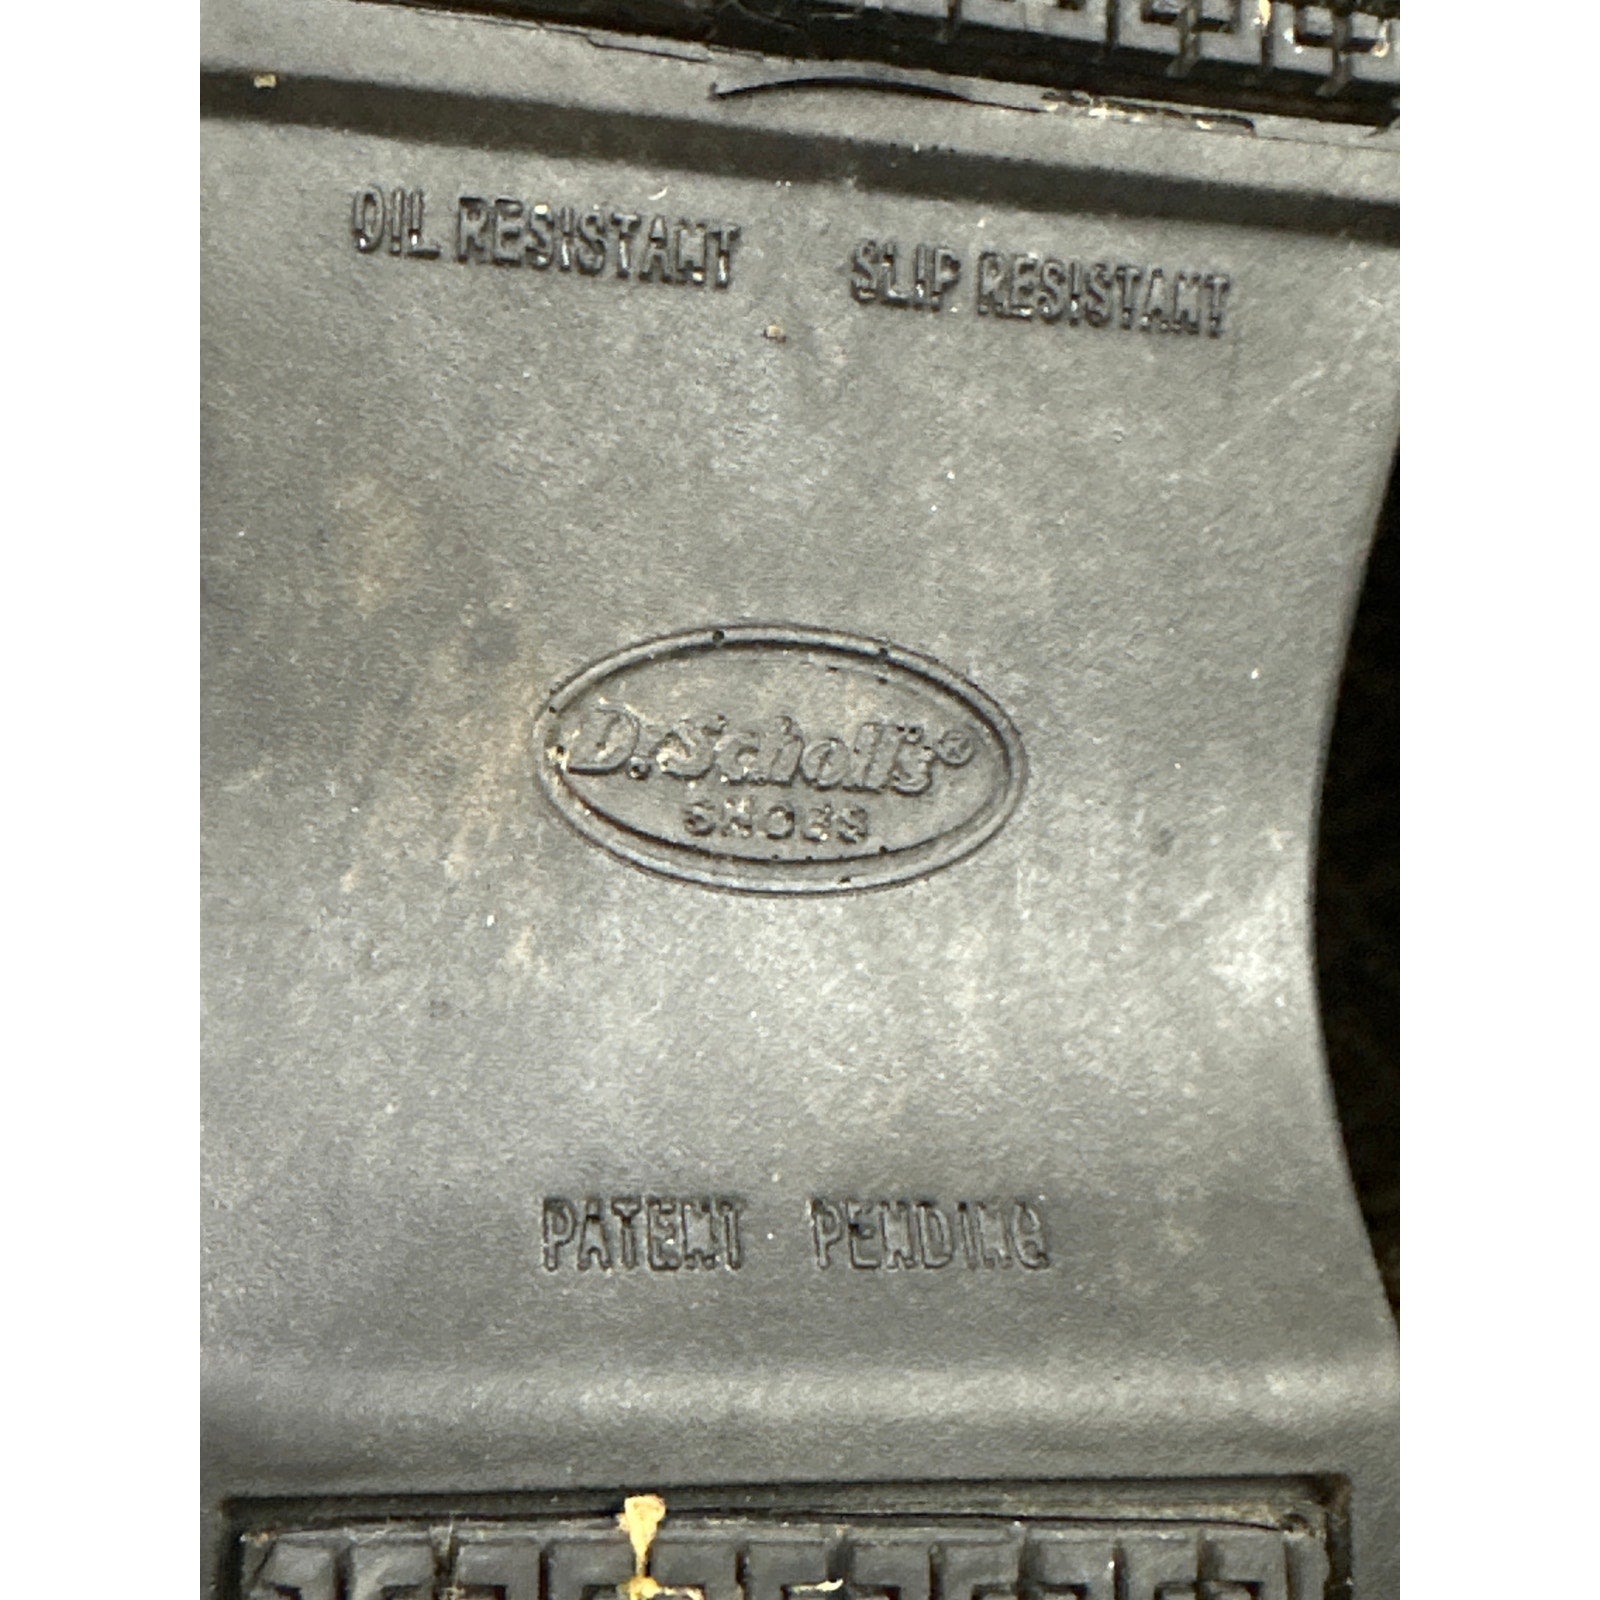 OIL RESISTANT SLIP RESISTANT
Dr. Scholl's®
SHOES
PATENT PENDING